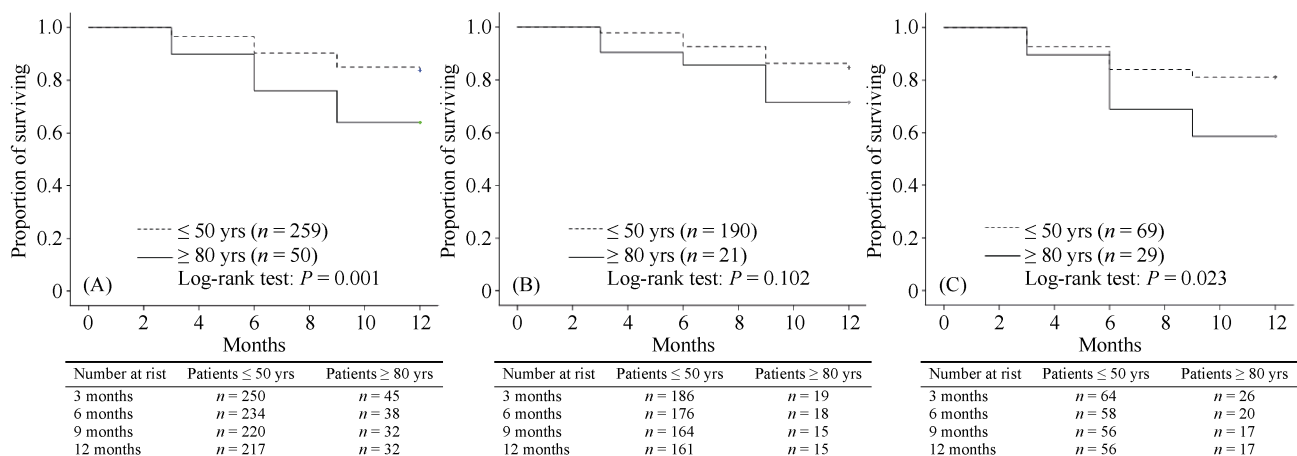 Proportion of surviving
1.0
0.8
0.6
0.4
0.2
0
≤ 50 yrs (n = 259)
≥ 80 yrs (n = 50)
Log-rank test: P = 0.001
(A)
0 2 4 6 8 10 12
Months
Number at rist Patients ≤ 50 yrs Patients ≥ 80 yrs
3 months n = 250 n = 45
6 months n = 234 n = 38
9 months n = 220 n = 32
12 months n = 217 n = 32
Proportion of surviving
1.0
0.8
0.6
0.4
0.2
0
≤ 50 yrs (n = 190)
≥ 80 yrs (n = 21)
Log-rank test: P = 0.102
(B)
0 2 4 6 8 10 12
Months
Number at rist Patients ≤ 50 yrs Patients ≥ 80 yrs
3 months n = 186 n = 19
6 months n = 176 n = 18
9 months n = 164 n = 15
12 months n = 161 n = 15
Proportion of surviving
1.0
0.8
0.6
0.4
0.2
0
≤ 50 yrs (n = 69)
≥ 80 yrs (n = 29)
Log-rank test: P = 0.023
(C)
0 2 4 6 8 10 12
Months
Number at rist Patients ≤ 50 yrs Patients ≥ 80 yrs
3 months n = 64 n = 26
6 months n = 58 n = 20
9 months n = 56 n = 17
12 months n = 56 n = 17